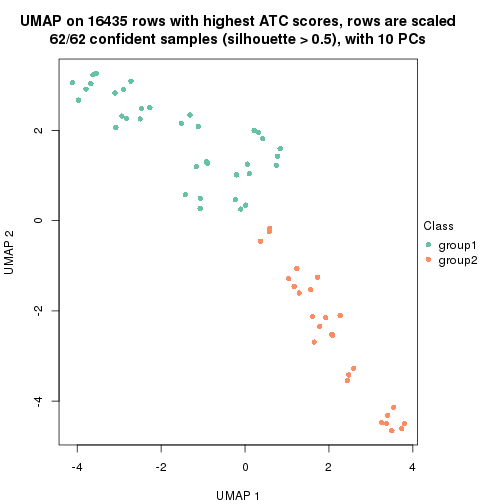 UMAP on 16435 rows with highest ATC scores, rows are scaled
62/62 confident samples (silhouette > 0.5), with 10 PCs
2
0
-2
-4
UMAP 2
-4 -2 0 2 4
UMAP 1
Class
group1
group2